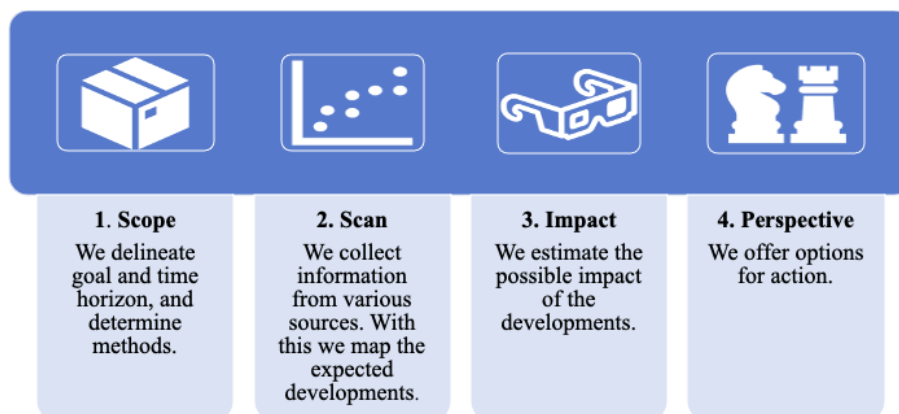 1. Scope
We delineate
goal and time
horizon, and
determine
methods.
2. Scan
We collect
information
from various
sources. With
this we map the
expected
developments.
3. Impact
We estimate the
possible impact
of the
developments.
4. Perspective
We offer options
for action.